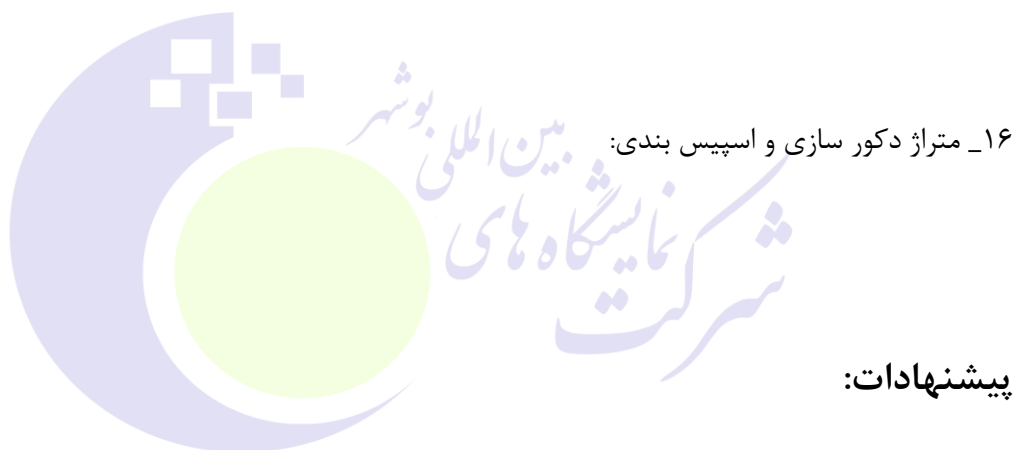 ۱۶_ متراژ دکور سازی و اسپیس بندی:
شرکت نمایشگاه های بین المللی بوشهر
پیشنهادات: